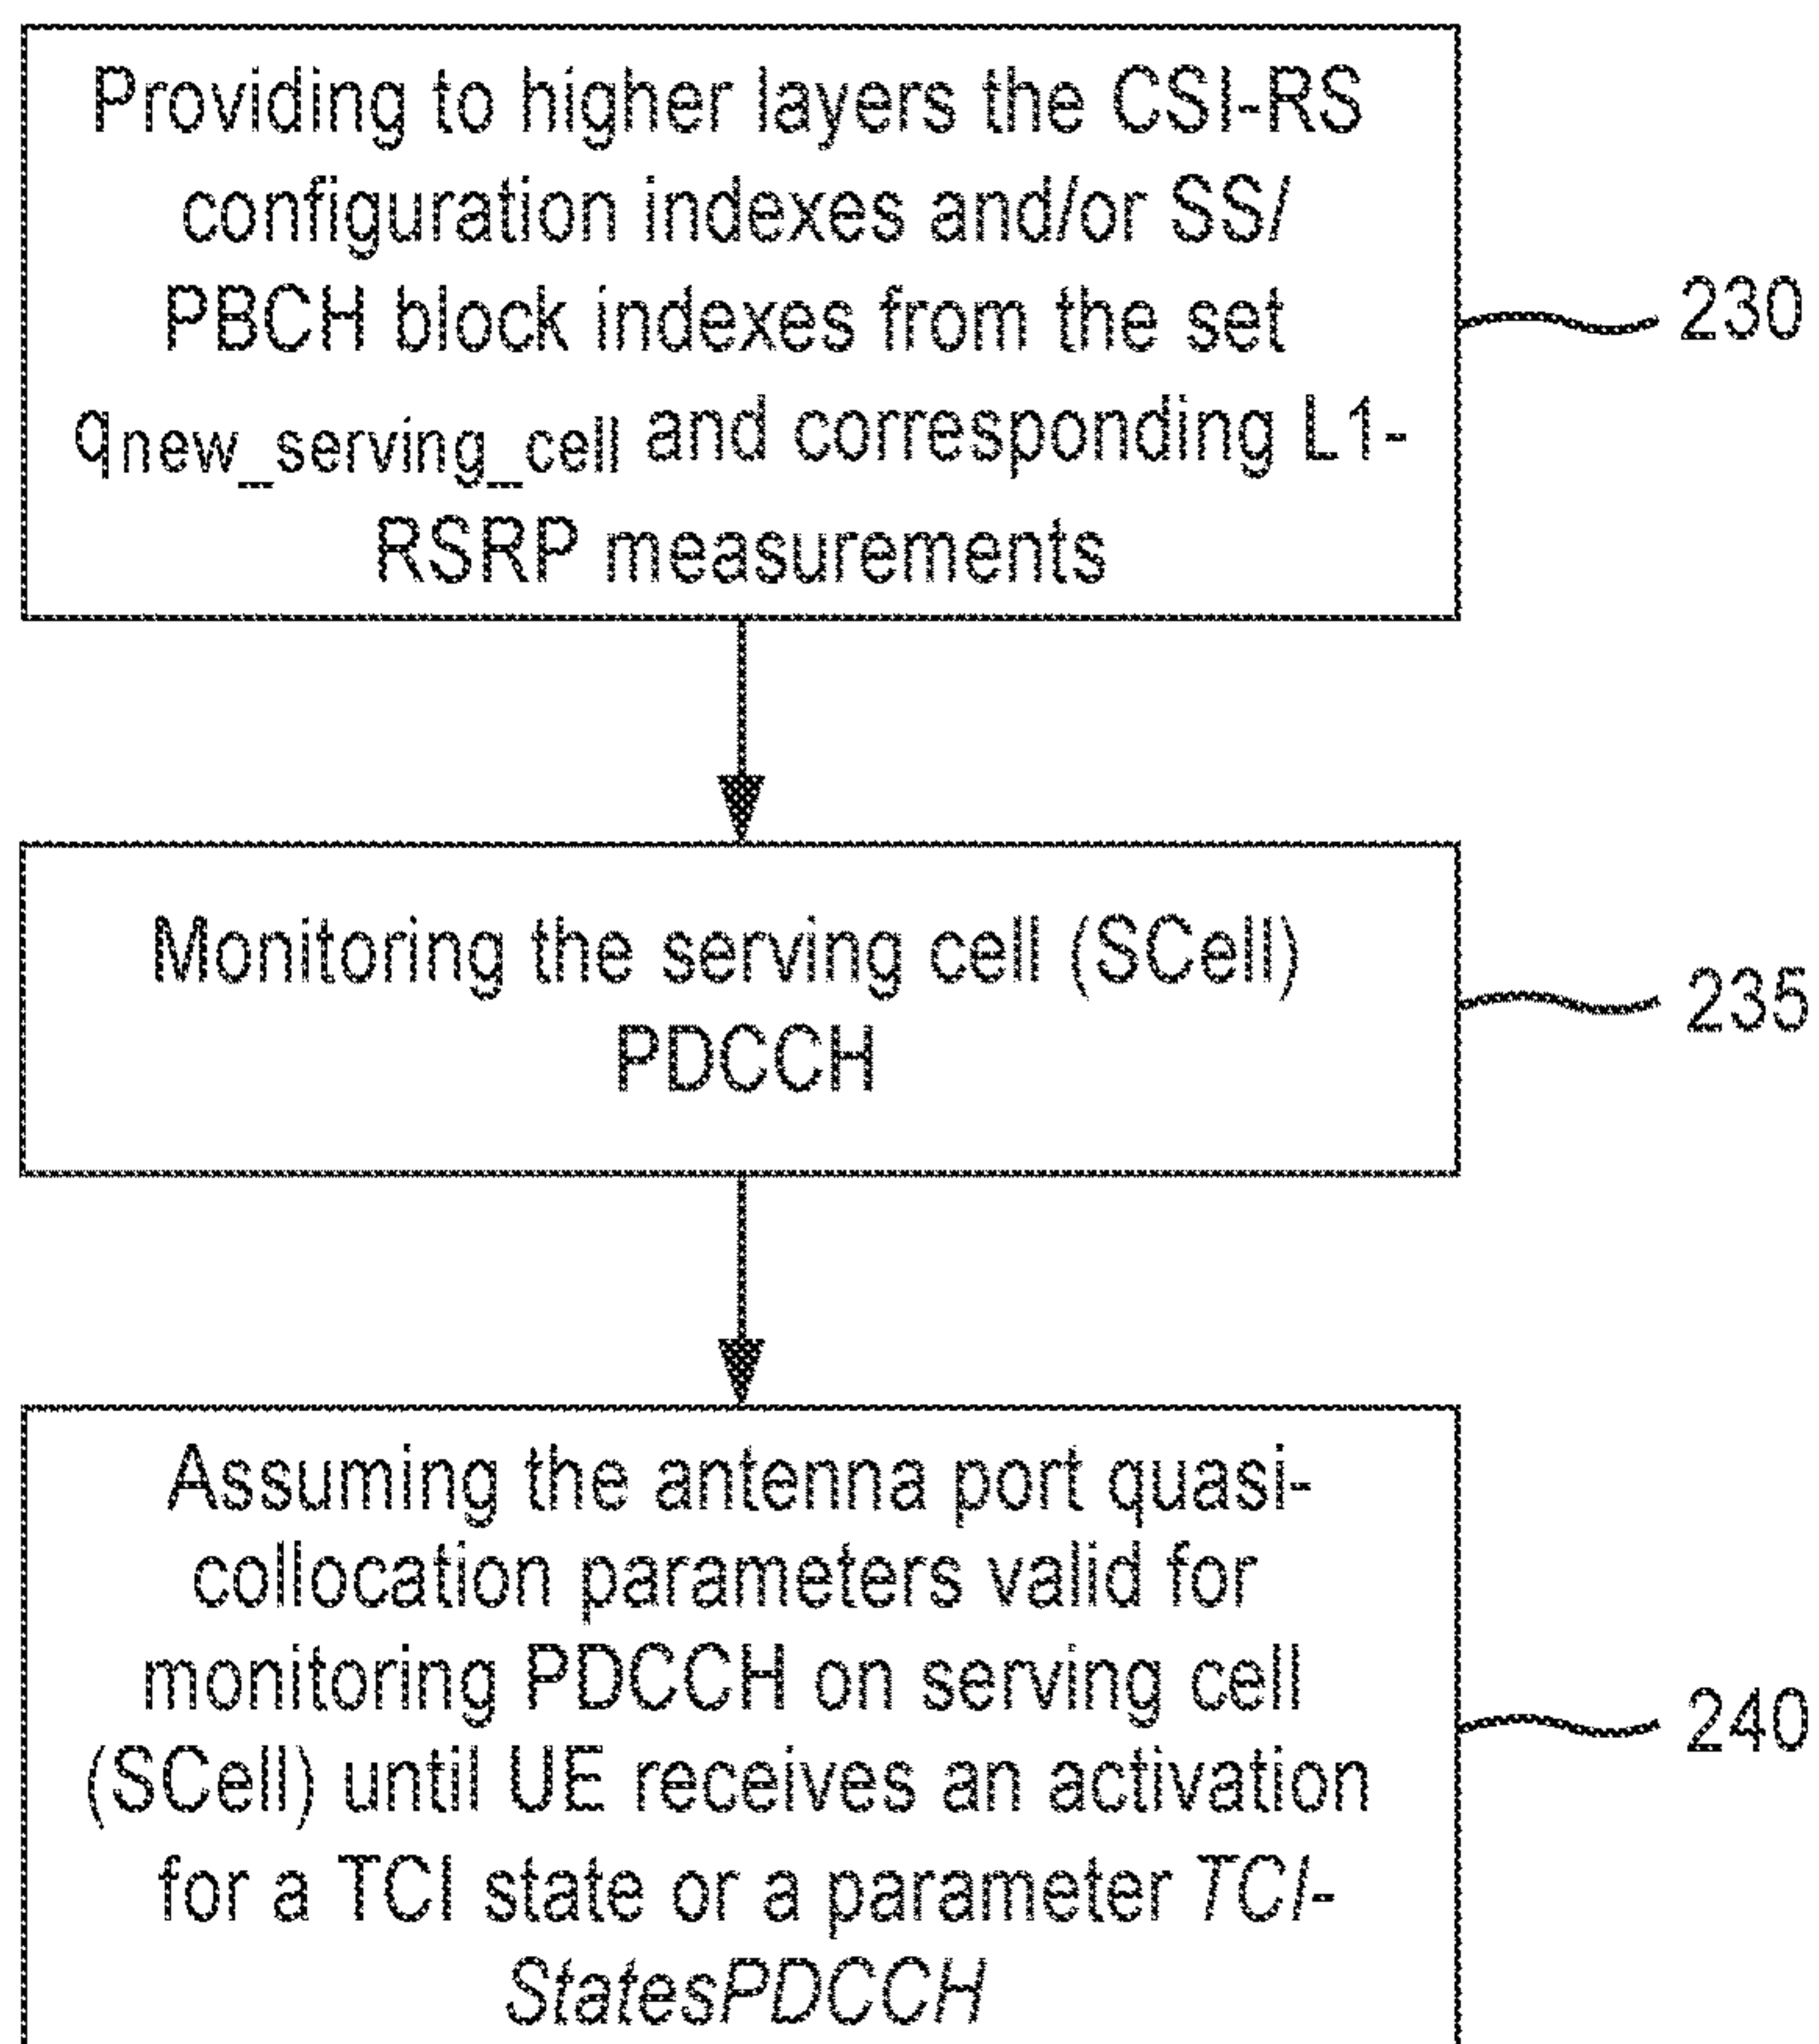 Providing to higher layers the CSI-RS
configuration indexes and/or SS/
PBCH block indexes from the set
qnew_serving_cell and corresponding L1-
RSRP measurements
230
Monitoring the serving cell (SCell)
PDCCH
235
Assuming the antenna port quasi-
collocation parameters valid for
monitoring PDCCH on serving cell
(SCell) until UE receives an activation
for a TCI state or a parameter TCI-
StatesPDCCH
240